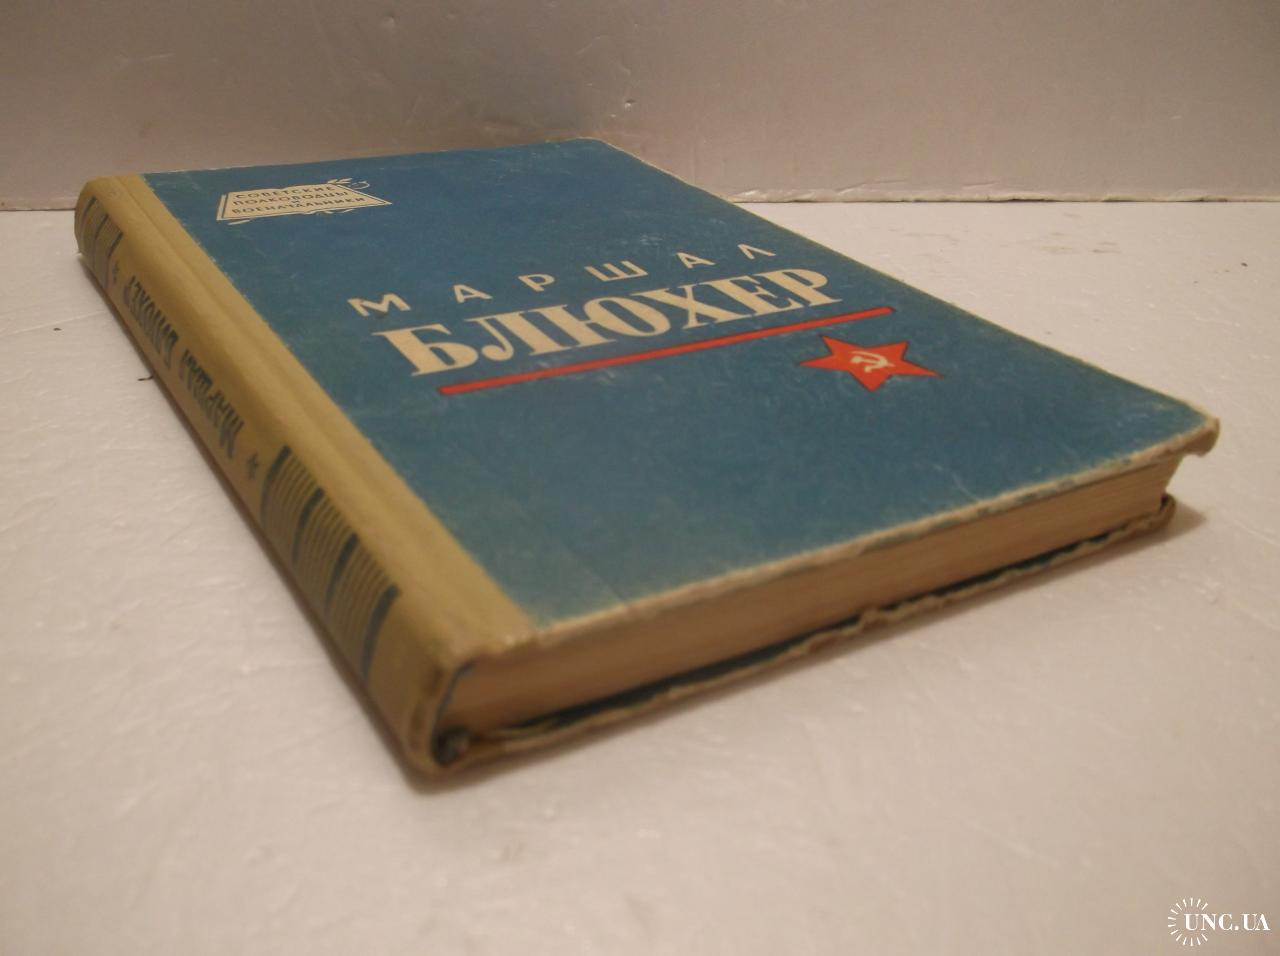 СОВЕТСКИЕ
ПОЛКОВОДЦЫ
И
ВОЕНАЧАЛЬНИКИ
МАРШАЛ
БЛЮХЕР
* МАРШАЛ БЛЮХЕР *
UNC.UA